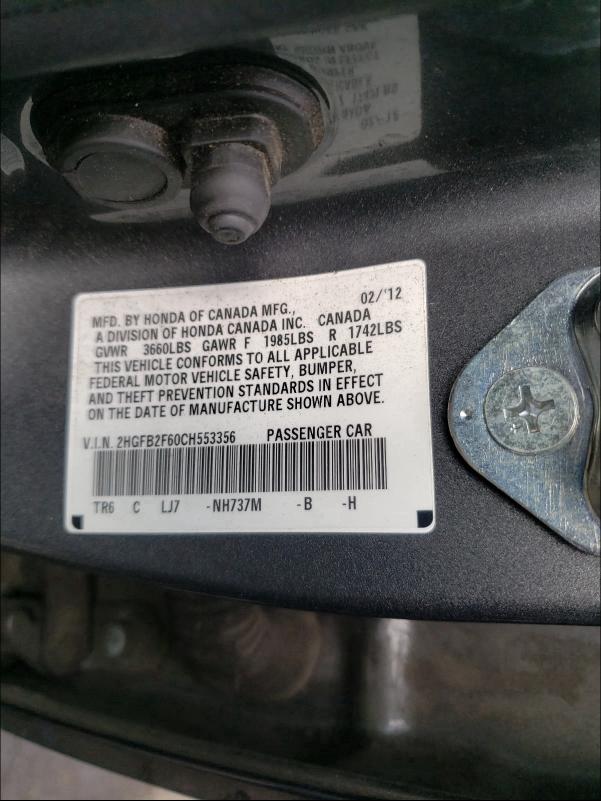 MFD. BY HONDA OF CANADA MFG., 02/'12
A DIVISION OF HONDA CANADA INC. CANADA
GVWR 3660LBS GAWR F 1985LBS R 1742LBS
THIS VEHICLE CONFORMS TO ALL APPLICABLE
FEDERAL MOTOR VEHICLE SAFETY, BUMPER,
AND THEFT PREVENTION STANDARDS IN EFFECT
ON THE DATE OF MANUFACTURE SHOWN ABOVE.
V.I.N. 2HGFB2F60CH553356 PASSENGER CAR
TR6 C LJ7 -NH737M -B -H